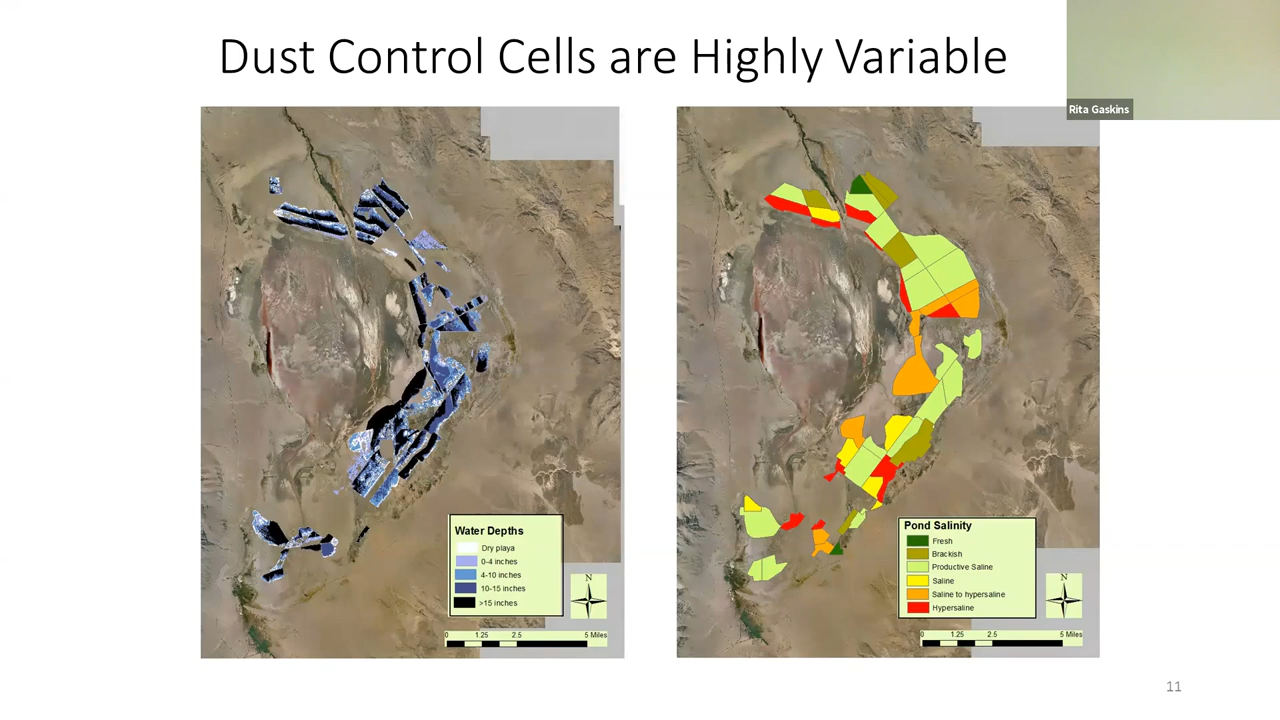 Dust Control Cells are Highly Variable
Rita Gaskins
Water Depths
Dry playa
0-4 inches
4-10 inches
10-15 inches
>15 inches
N
0 1.25 2.5 5 Miles
Pond Salinity
Fresh
Brackish
Productive Saline
Saline
Saline to hypersaline
Hypersaline
N
0 1.25 2.5 5 Miles
11